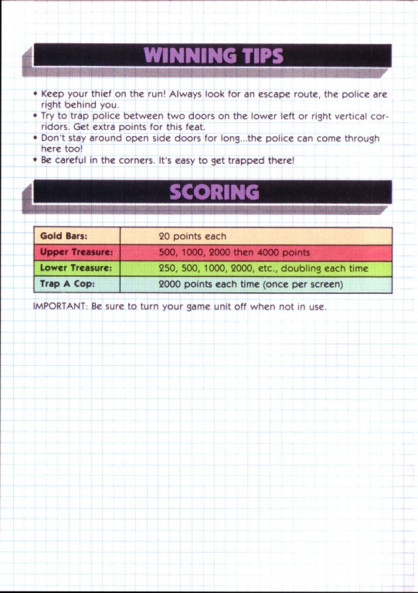 WINNING TIPS
• Keep your thief on the run! Always look for an escape route, the police are
right behind you.
• Try to trap police between two doors on the lower left or right vertical cor-
ridors. Get extra points for this feat.
• Don't stay around open side doors for long...the police can come through
here too!
• Be careful in the corners. It's easy to get trapped there!
SCORING
Gold Bars: 20 points each
Upper Treasure: 500, 1000, 2000 then 4000 points
Lower Treasure: 250, 500, 1000, 2000, etc., doubling each time
Trap A Cop: 2000 points each time (once per screen)
IMPORTANT: Be sure to turn your game unit off when not in use.